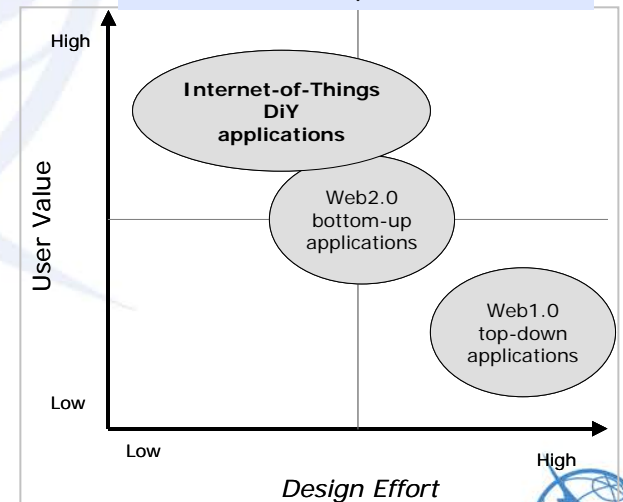 High
Internet-of-Things
DiY
applications
Web2.0
bottom-up
applications
User Value
Web1.0
top-down
applications
Low
Low
High
Design Effort